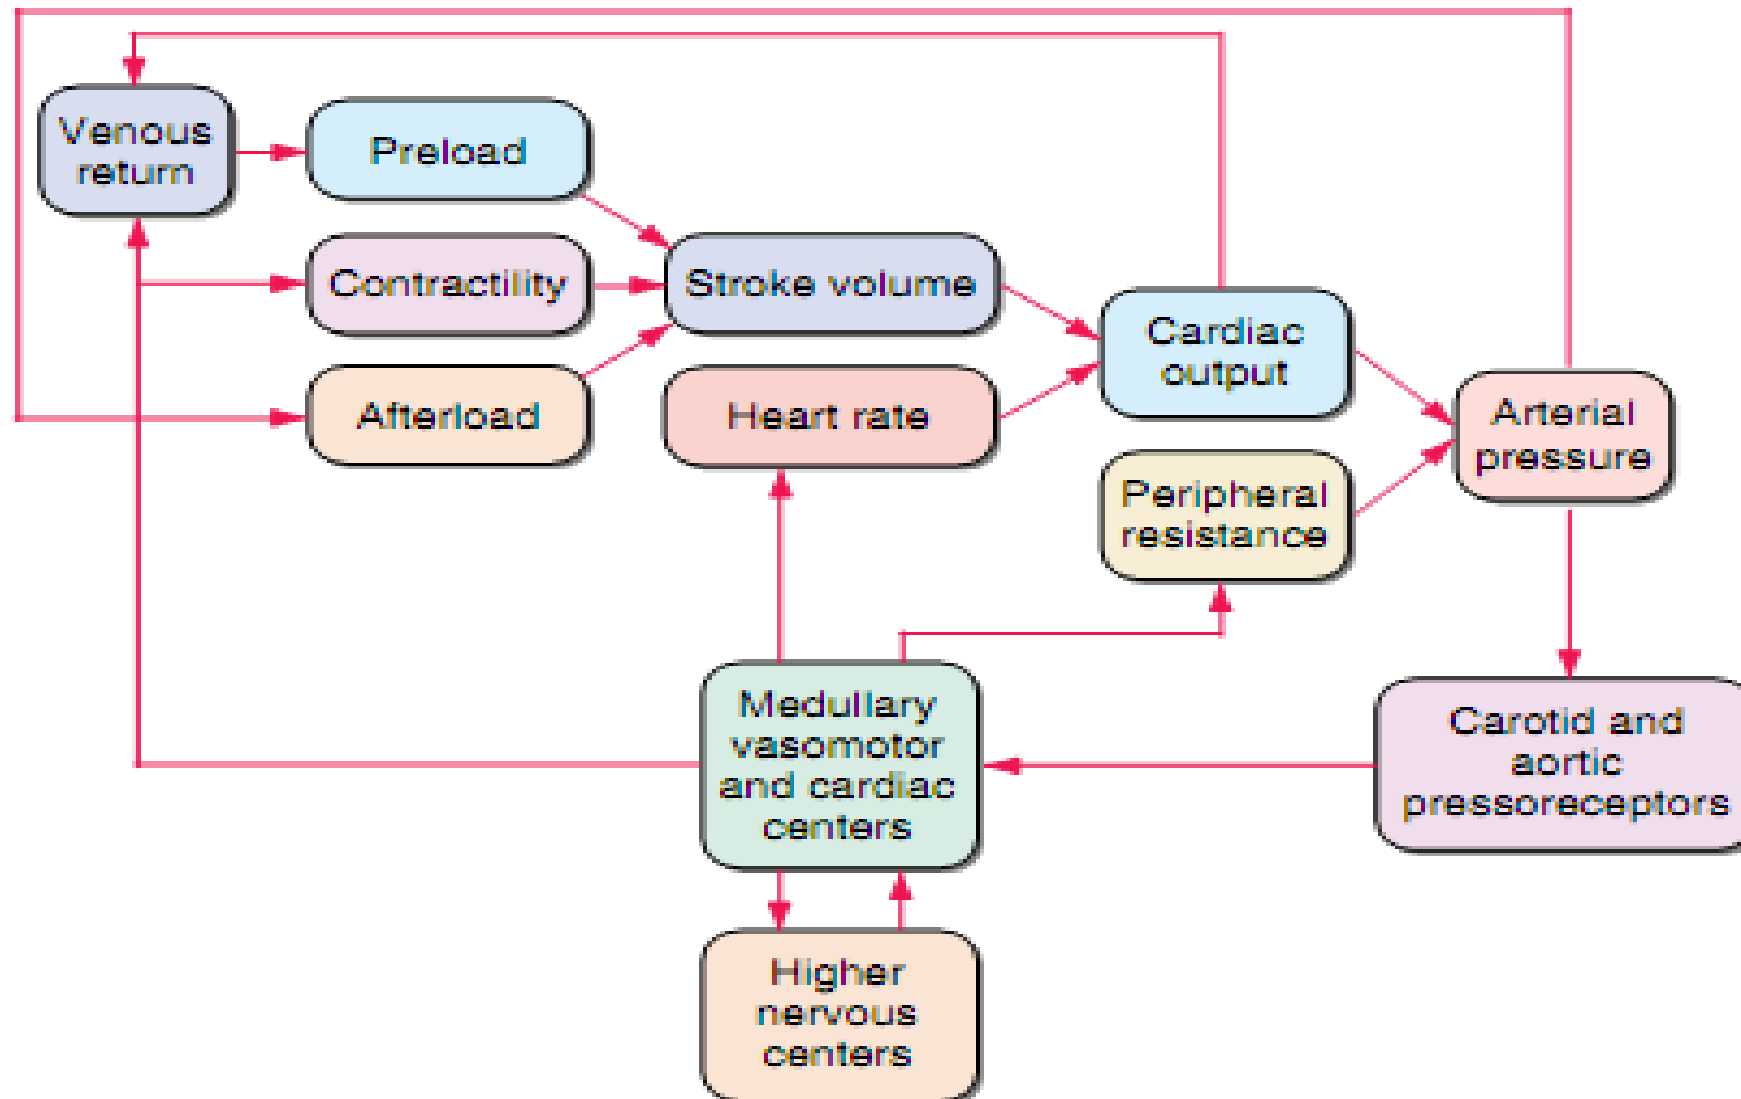 Venous
return
Preload
Contractility
Stroke volume
Afterload
Heart rate
Cardiac
output
Peripheral
resistance
Arterial
pressure
Medullary
vasomotor
and cardiac
centers
Carotid and
aortic
pressoreceptors
Higher
nervous
centers